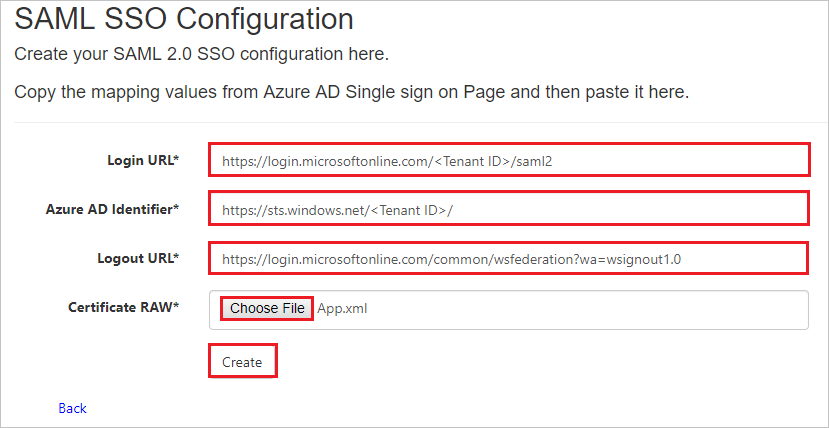 SAML SSO Configuration
Create your SAML 2.0 SSO configuration here.
Copy the mapping values from Azure AD Single sign on Page and then paste it here.
Login URL* https://login.microsoftonline.com/<Tenant ID>/saml2
Azure AD Identifier* https://sts.windows.net/<Tenant ID>/
Logout URL* https://login.microsoftonline.com/common/wsfederation?wa=wsignout1.0
Certificate RAW* Choose File App.xml
Create
Back